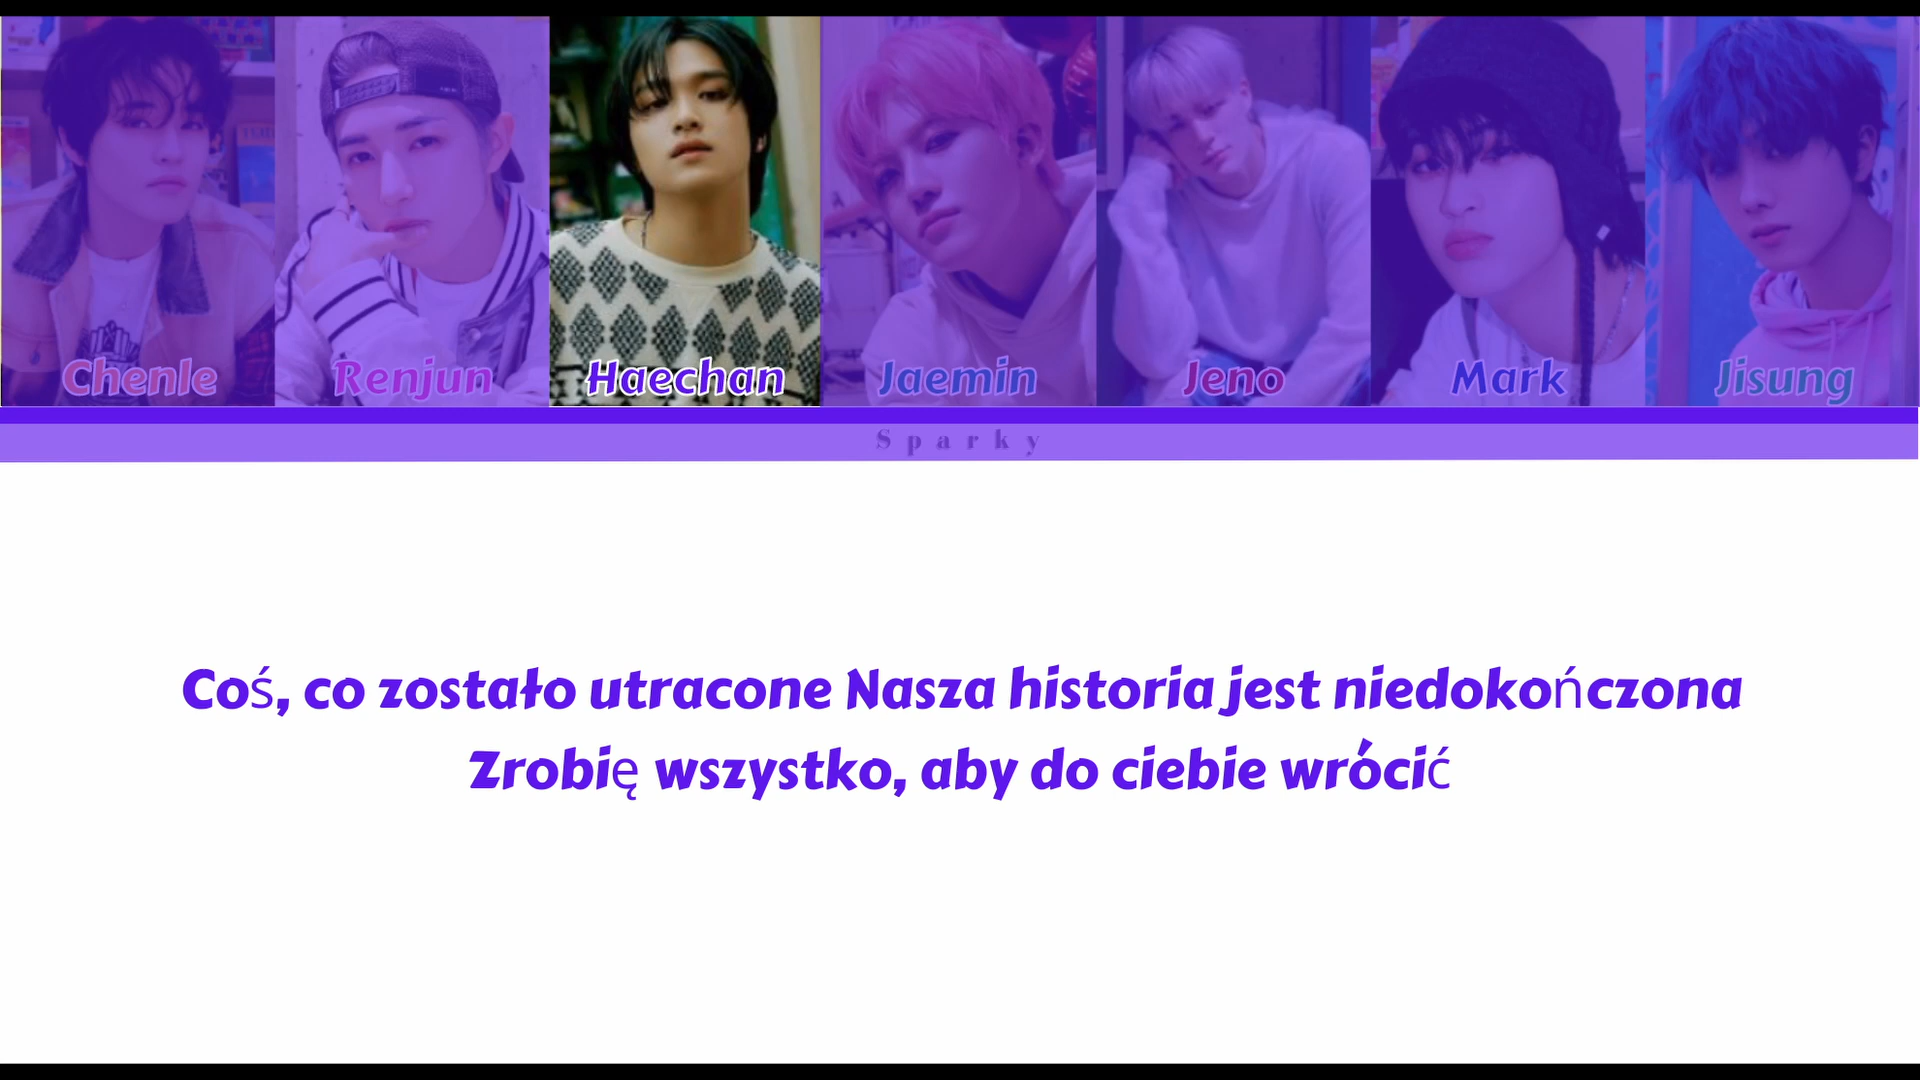 Chenle Renjun Haechan Jaemin Jeno Mark Jisung
Sparky
Coś, co zostało utracone Nasza historia jest niedokończona
Zrobię wszystko, aby do ciebie wrócić